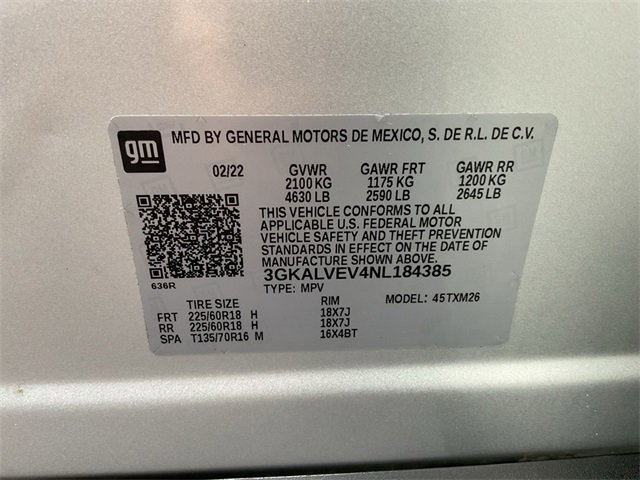 gm
MFD BY GENERAL MOTORS DE MEXICO, S. DE R.L. DE C.V.
02/22 GVWR GAWR FRT GAWR RR
2100 KG 1175 KG 1200 KG
4630 LB 2590 LB 2645 LB
THIS VEHICLE CONFORMS TO ALL
APPLICABLE U.S. FEDERAL MOTOR
VEHICLE SAFETY AND THEFT PREVENTION
STANDARDS IN EFFECT ON THE DATE OF
MANUFACTURE SHOWN ABOVE.
3GKALVEV4NL184385
636R
TYPE: MPV
TIRE SIZE RIM MODEL: 45TXM26
FRT 225/60R18 H 18X7J
RR 225/60R18 H 18X7J
SPA T135/70R16 M 16X4BT